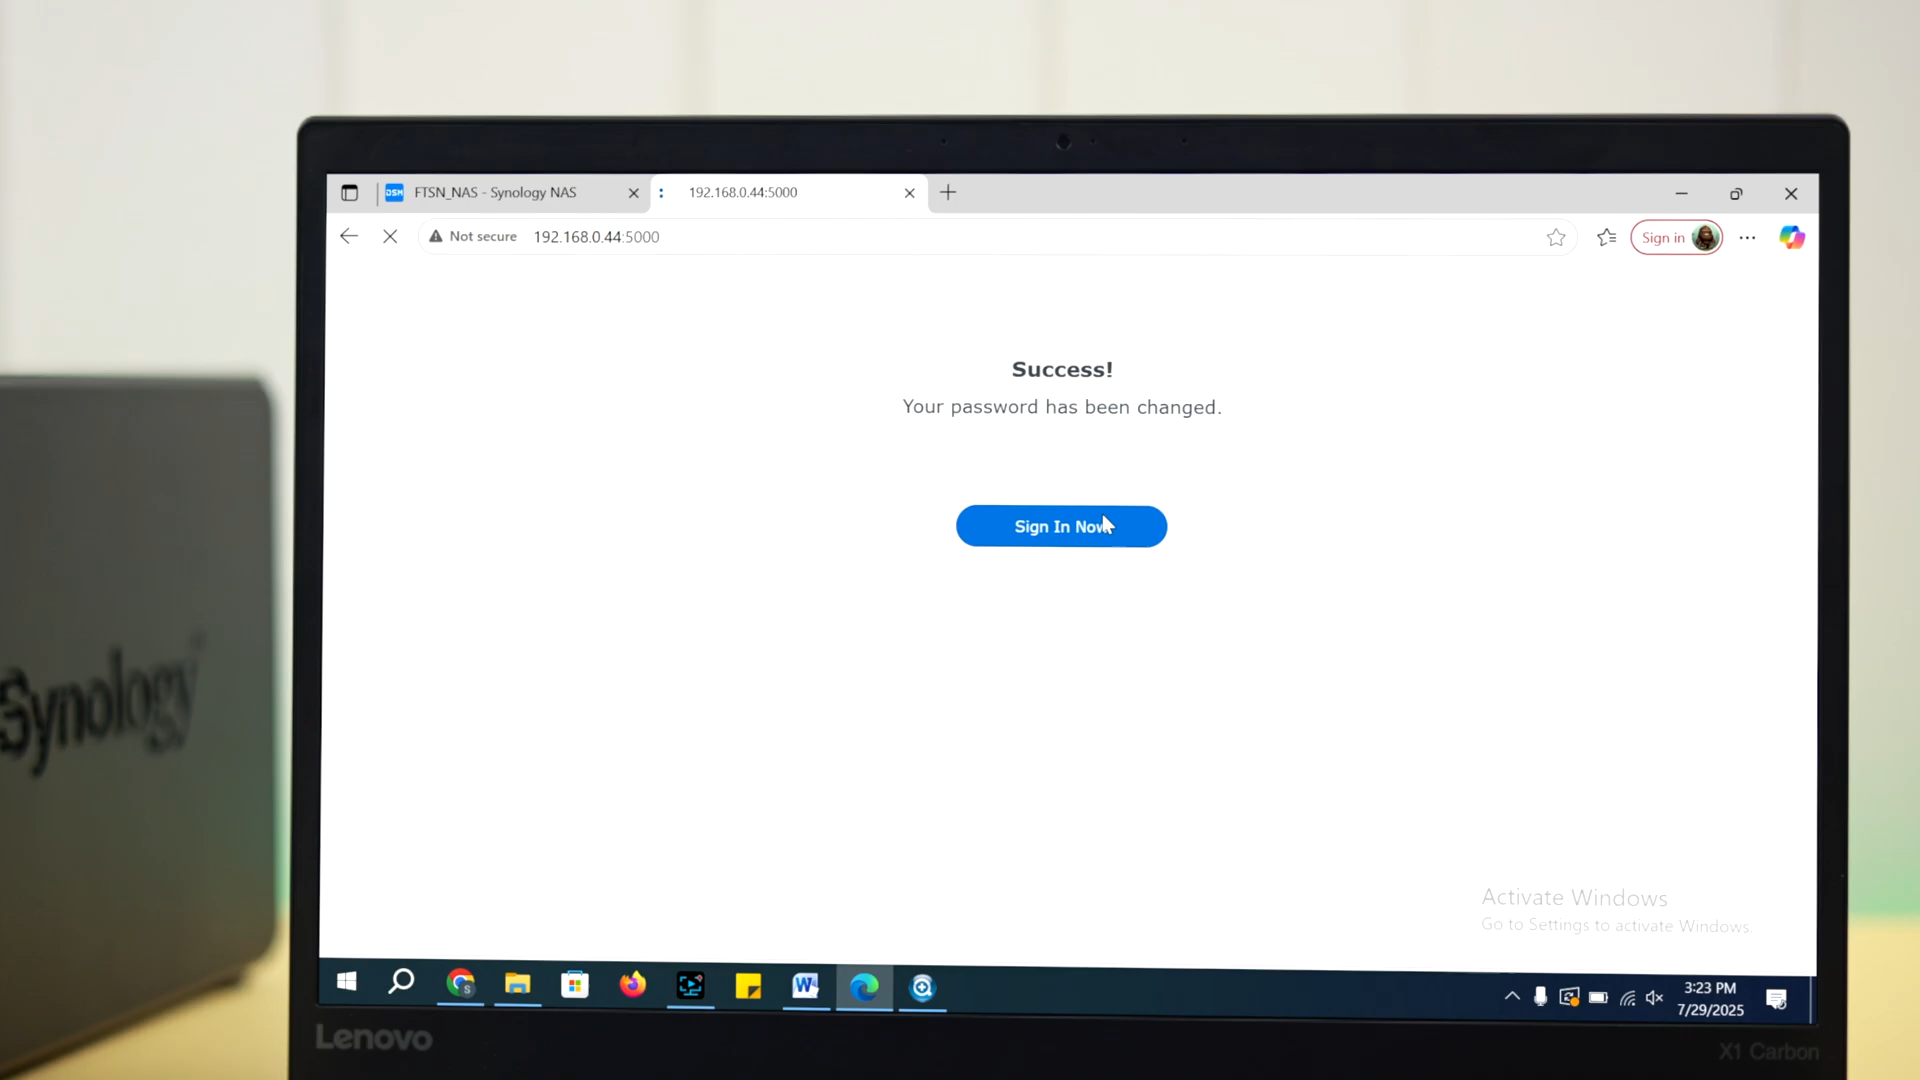 FTSN_NAS - Synology NAS
192.168.0.44:5000
Not secure 192.168.0.44:5000
Sign in
Success!
Your password has been changed.
Sign In Now
Synology
Activate Windows
Go to Settings to activate Windows.
3:23 PM
7/29/2025
Lenovo
X1 Carbon